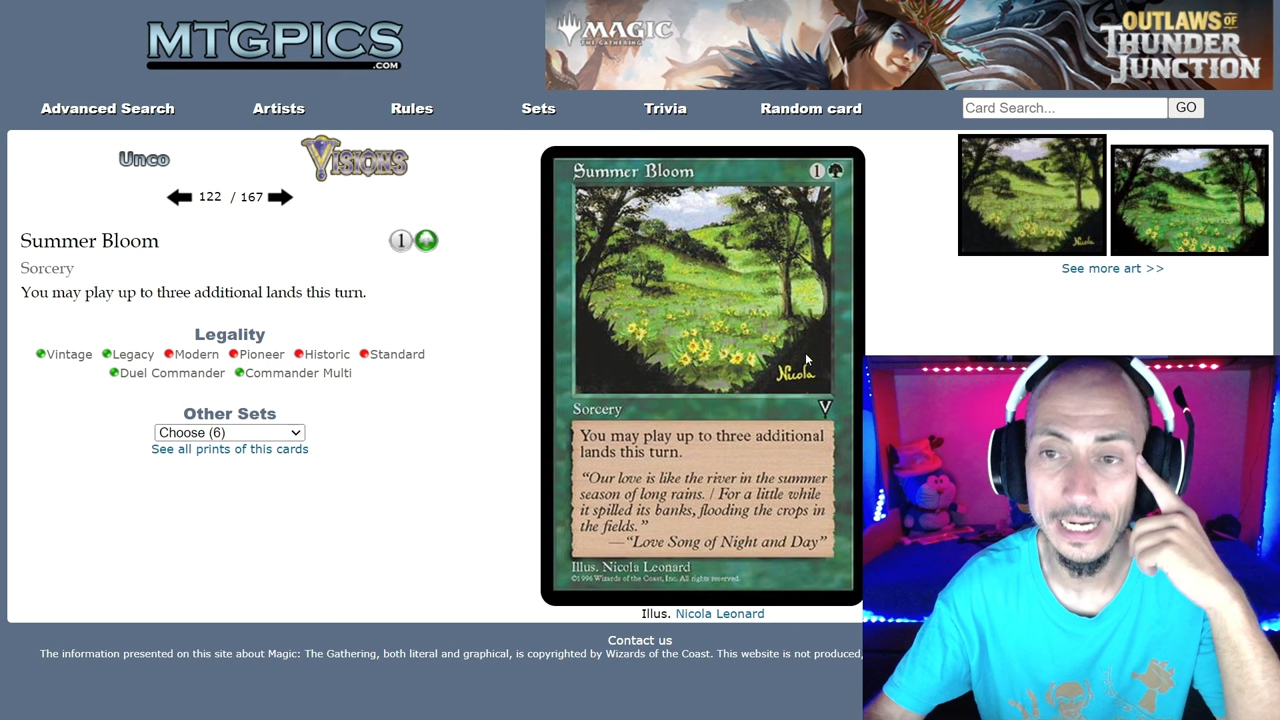 MTGPICS
.COM
MAGIC
THE GATHERING
OUTLAWS OF
THUNDER
JUNCTION
Advanced Search
Artists
Rules
Sets
Trivia
Random card
Card Search...
GO
Unco
VISIONS
122 / 167
Summer Bloom
1
Sorcery
You may play up to three additional lands this turn.
Legality
Vintage Legacy Modern Pioneer Historic Standard
Duel Commander Commander Multi
Other Sets
Choose (6)
See all prints of this cards
Summer Bloom 1
Nicola
Sorcery V
You may play up to three additional
lands this turn.
“Our love is like the river in the summer
season of long rains. / For a little while
it spilled its banks, flooding the crops in
the fields.”
—“Love Song of Night and Day”
Illus. Nicola Leonard
©1996 Wizards of the Coast, Inc. All rights reserved.
Illus. Nicola Leonard
Nicola
See more art >>
Contact us
The information presented on this site about Magic: The Gathering, both literal and graphical, is copyrighted by Wizards of the Coast. This website is not produced,